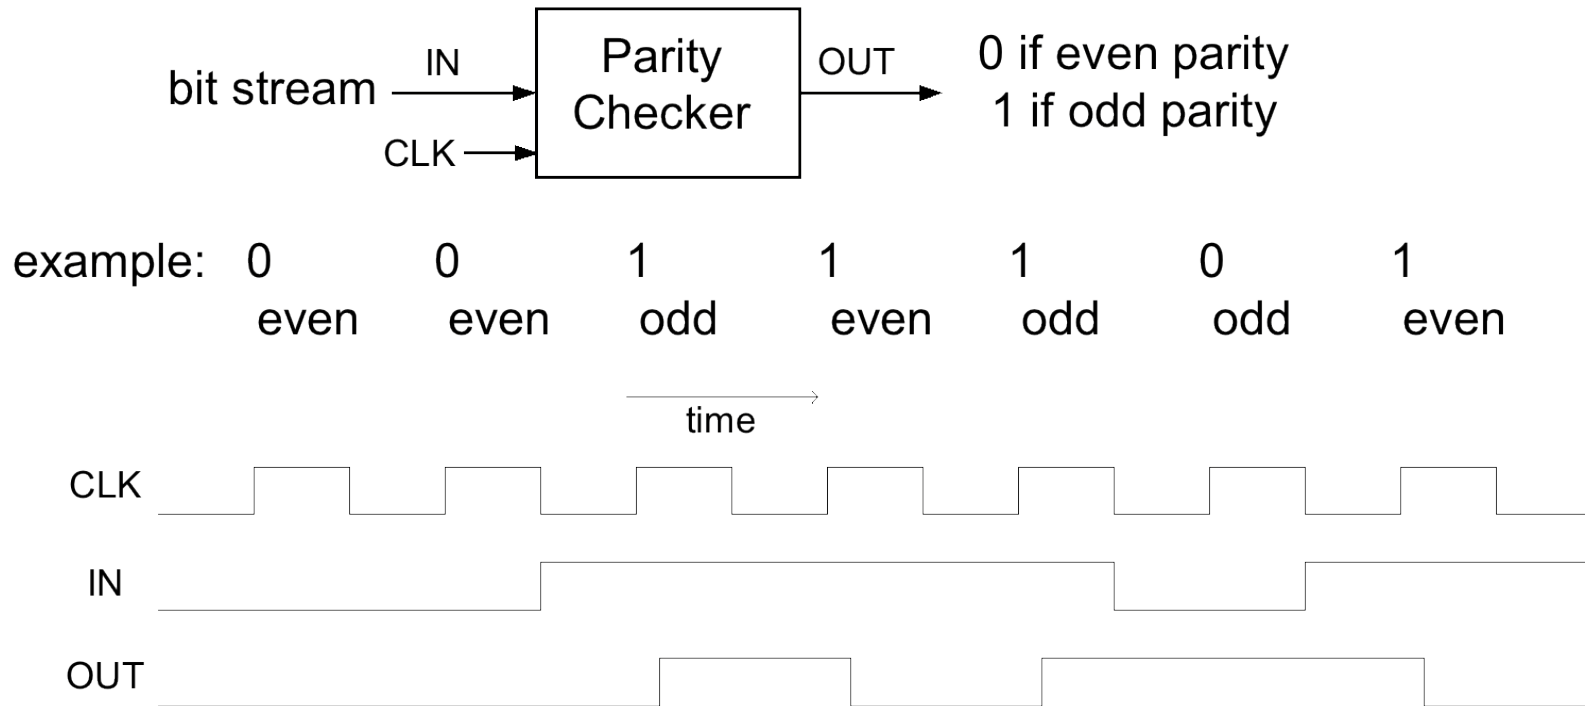 bit stream
IN
CLK
Parity
Checker
OUT
0 if even parity
1 if odd parity
example: 0 0 1 1 1 0 1
even even odd even odd odd even
time
CLK
IN
OUT